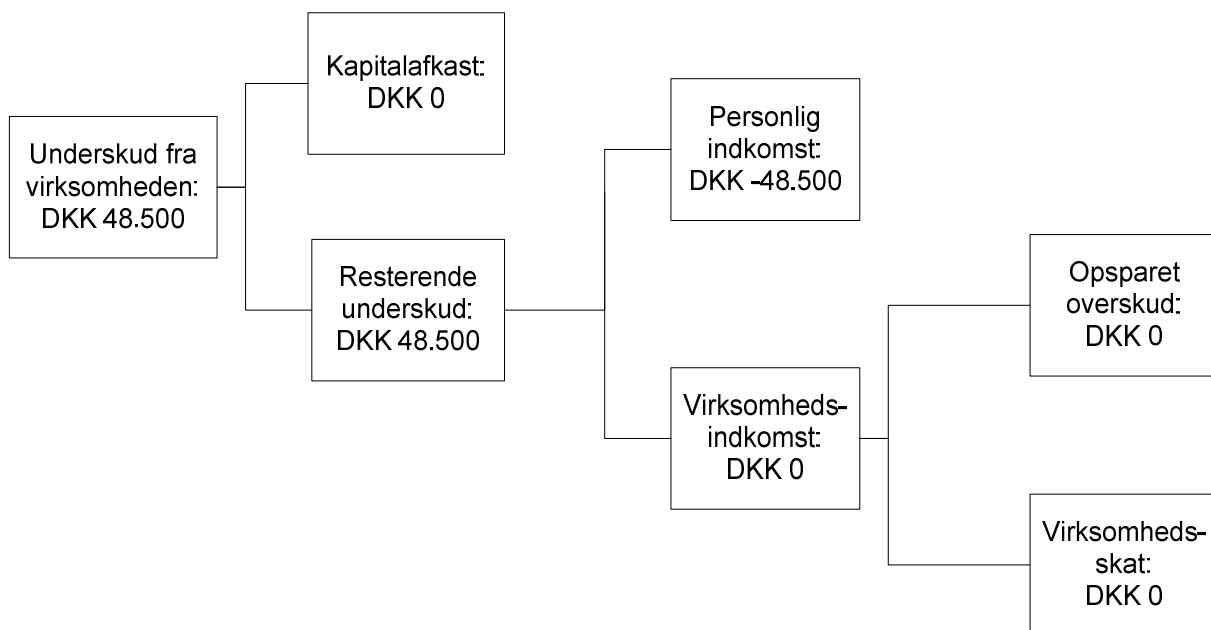 Underskud fra
virksomheden:
DKK 48.500
Kapitalafkast:
DKK 0
Resterende
underskud:
DKK 48.500
Personlig
indkomst:
DKK -48.500
Virksomheds-
indkomst:
DKK 0
Opsparet
overskud:
DKK 0
Virksomheds-
skat:
DKK 0